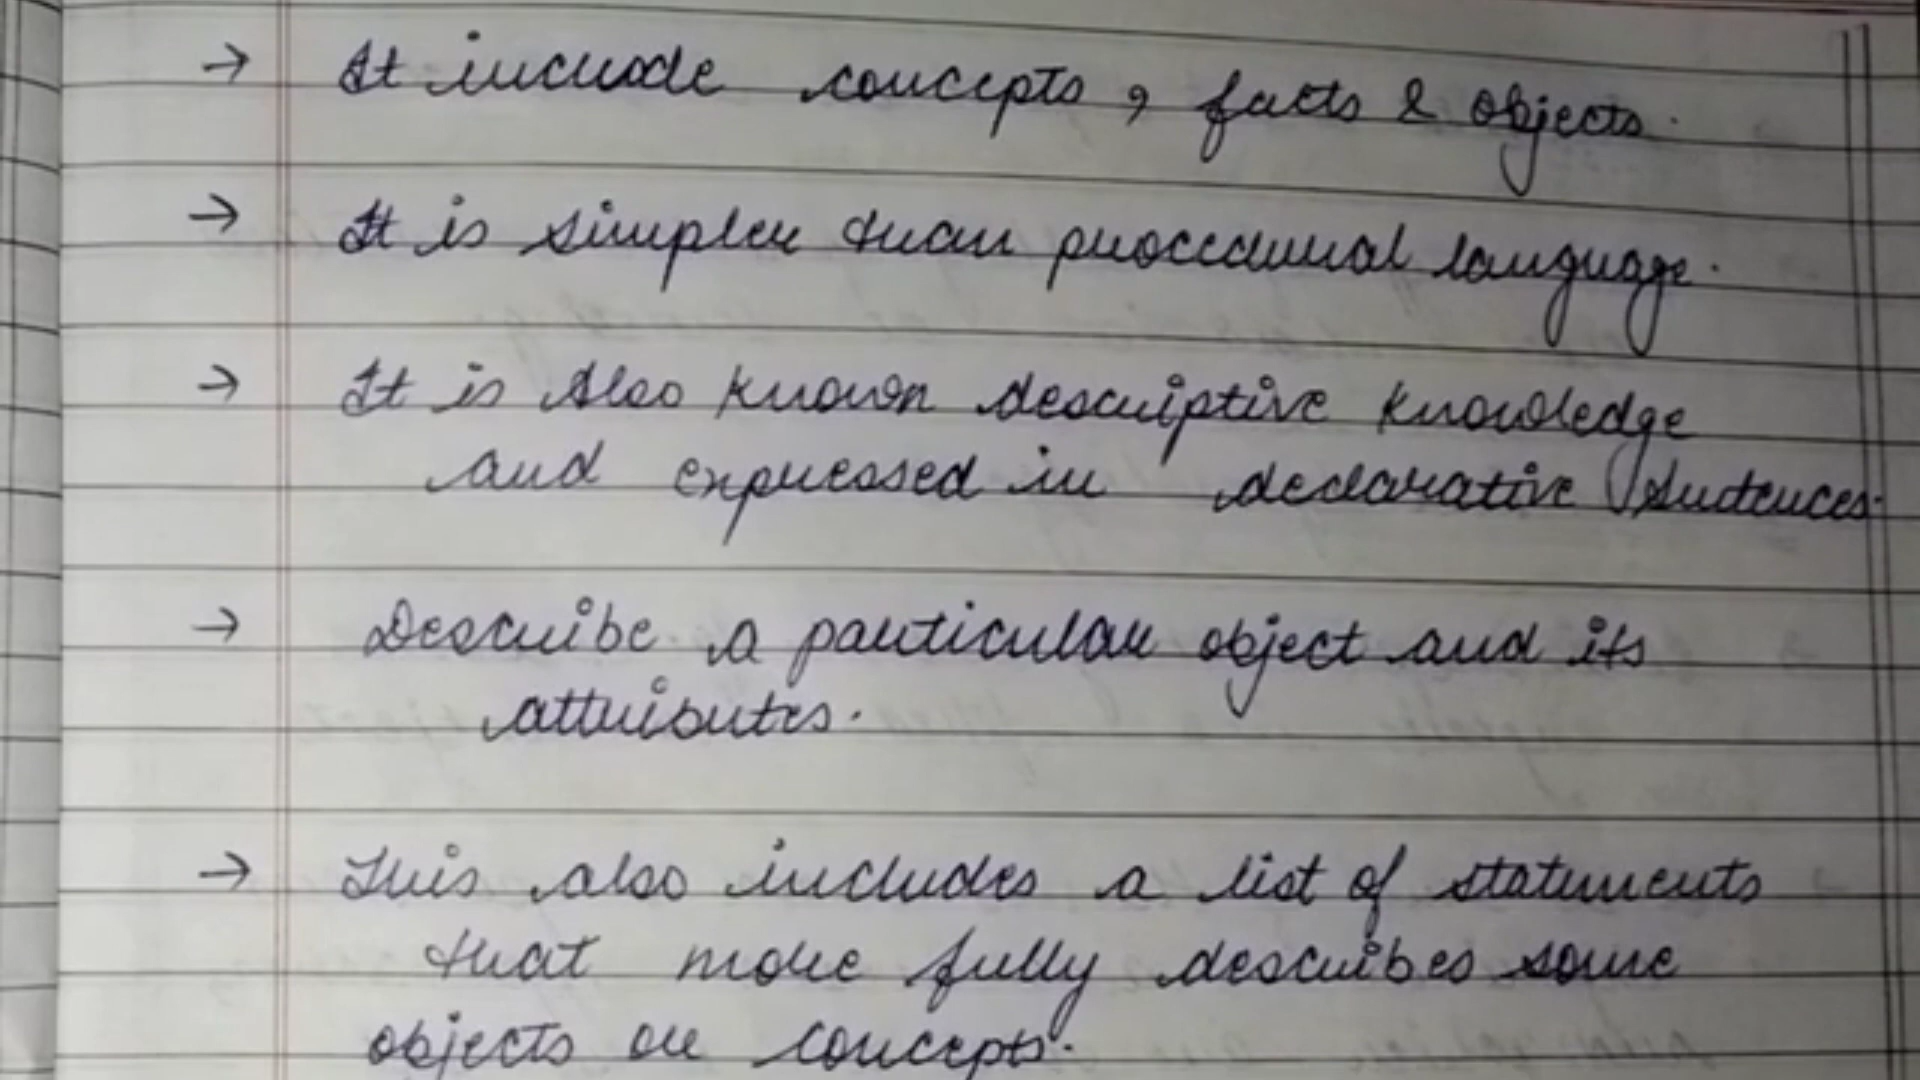 → It include concepts, facts & objects.
→ It is simpler than procedural language.
→ It is Also known descriptive knowledge
and expressed in declarative sentences.
→ Describe a particular object and its
attributes.
→ This also includes a list of statements
that more fully describes some
objects or concepts.